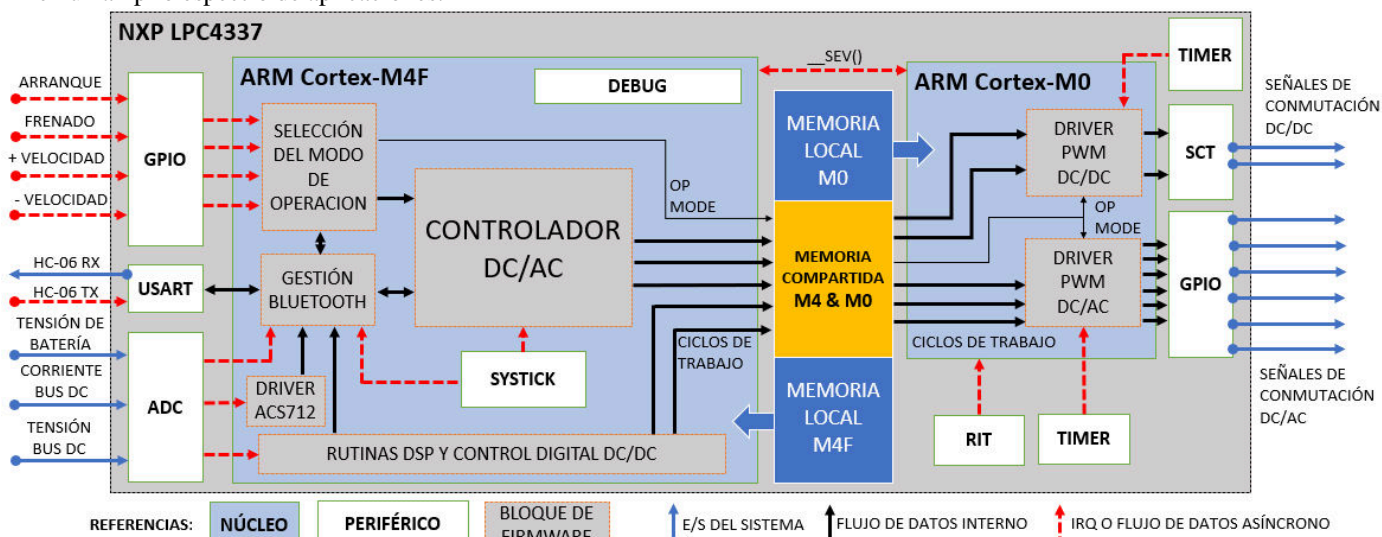 NXP LPC4337
ARM Cortex-M4F
DEBUG
__SEV()
ARM Cortex-M0
TIMER
ARRANQUE
FRENADO
+ VELOCIDAD
- VELOCIDAD
GPIO
SELECCIÓN
DEL MODO
DE
OPERACION
OP
MODE
CONTROLADOR
DC/AC
HC-06 RX
HC-06 TX
USART
GESTIÓN
BLUETOOTH
TENSIÓN DE
BATERÍA
CORRIENTE
BUS DC
TENSIÓN
BUS DC
ADC
DRIVER
ACS712
SYSTICK
CICLOS DE
TRABAJO
RUTINAS DSP Y CONTROL DIGITAL DC/DC
MEMORIA
LOCAL
M0
MEMORIA
COMPARTIDA
M4 & M0
MEMORIA
LOCAL
M4F
DRIVER
PWM
DC/DC
OP
MODE
DRIVER
PWM
DC/AC
CICLOS DE TRABAJO
RIT
TIMER
SCT
GPIO
SEÑALES DE
CONMUTACIÓN
DC/DC
SEÑALES DE
CONMUTACIÓN
DC/AC
REFERENCIAS:
NÚCLEO
PERIFÉRICO
BLOQUE DE
FIRMWARE
E/S DEL SISTEMA
FLUJO DE DATOS INTERNO
IRQ O FLUJO DE DATOS ASÍNCRONO